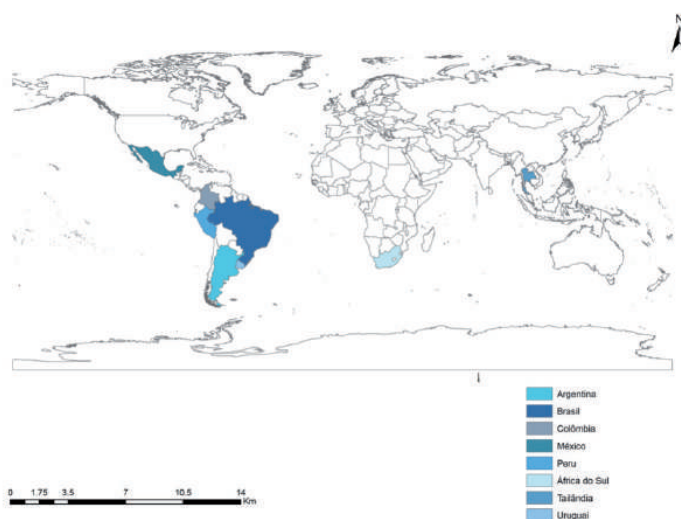 N
Argentina
Brasil
Colômbia
México
Peru
África do Sul
Tailândia
Uruguai
0 1.75 3.5 7 10.5 14
Km